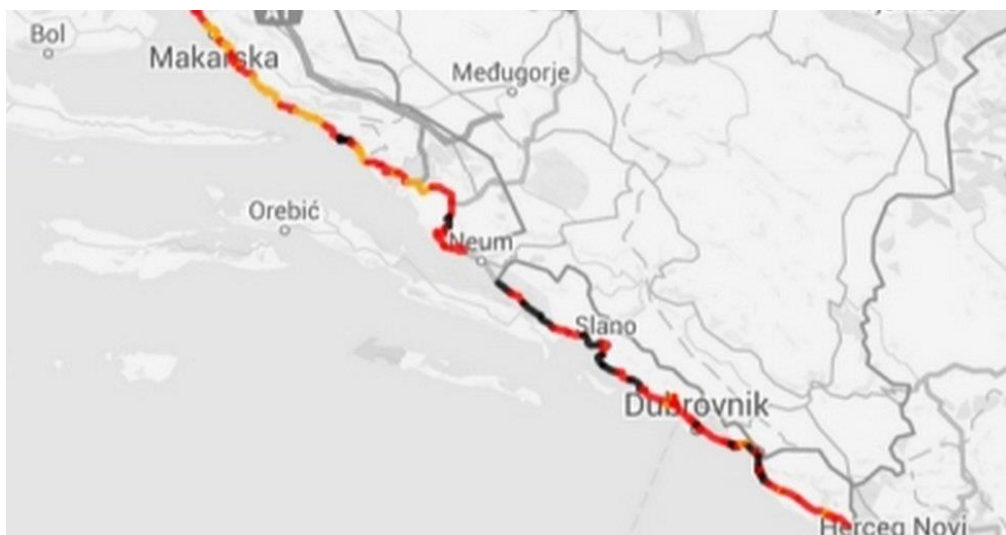 A1
Bol
Makarska
Međugorje
Orebić
Neum
Slano
Dubrovnik
Herceg Novi